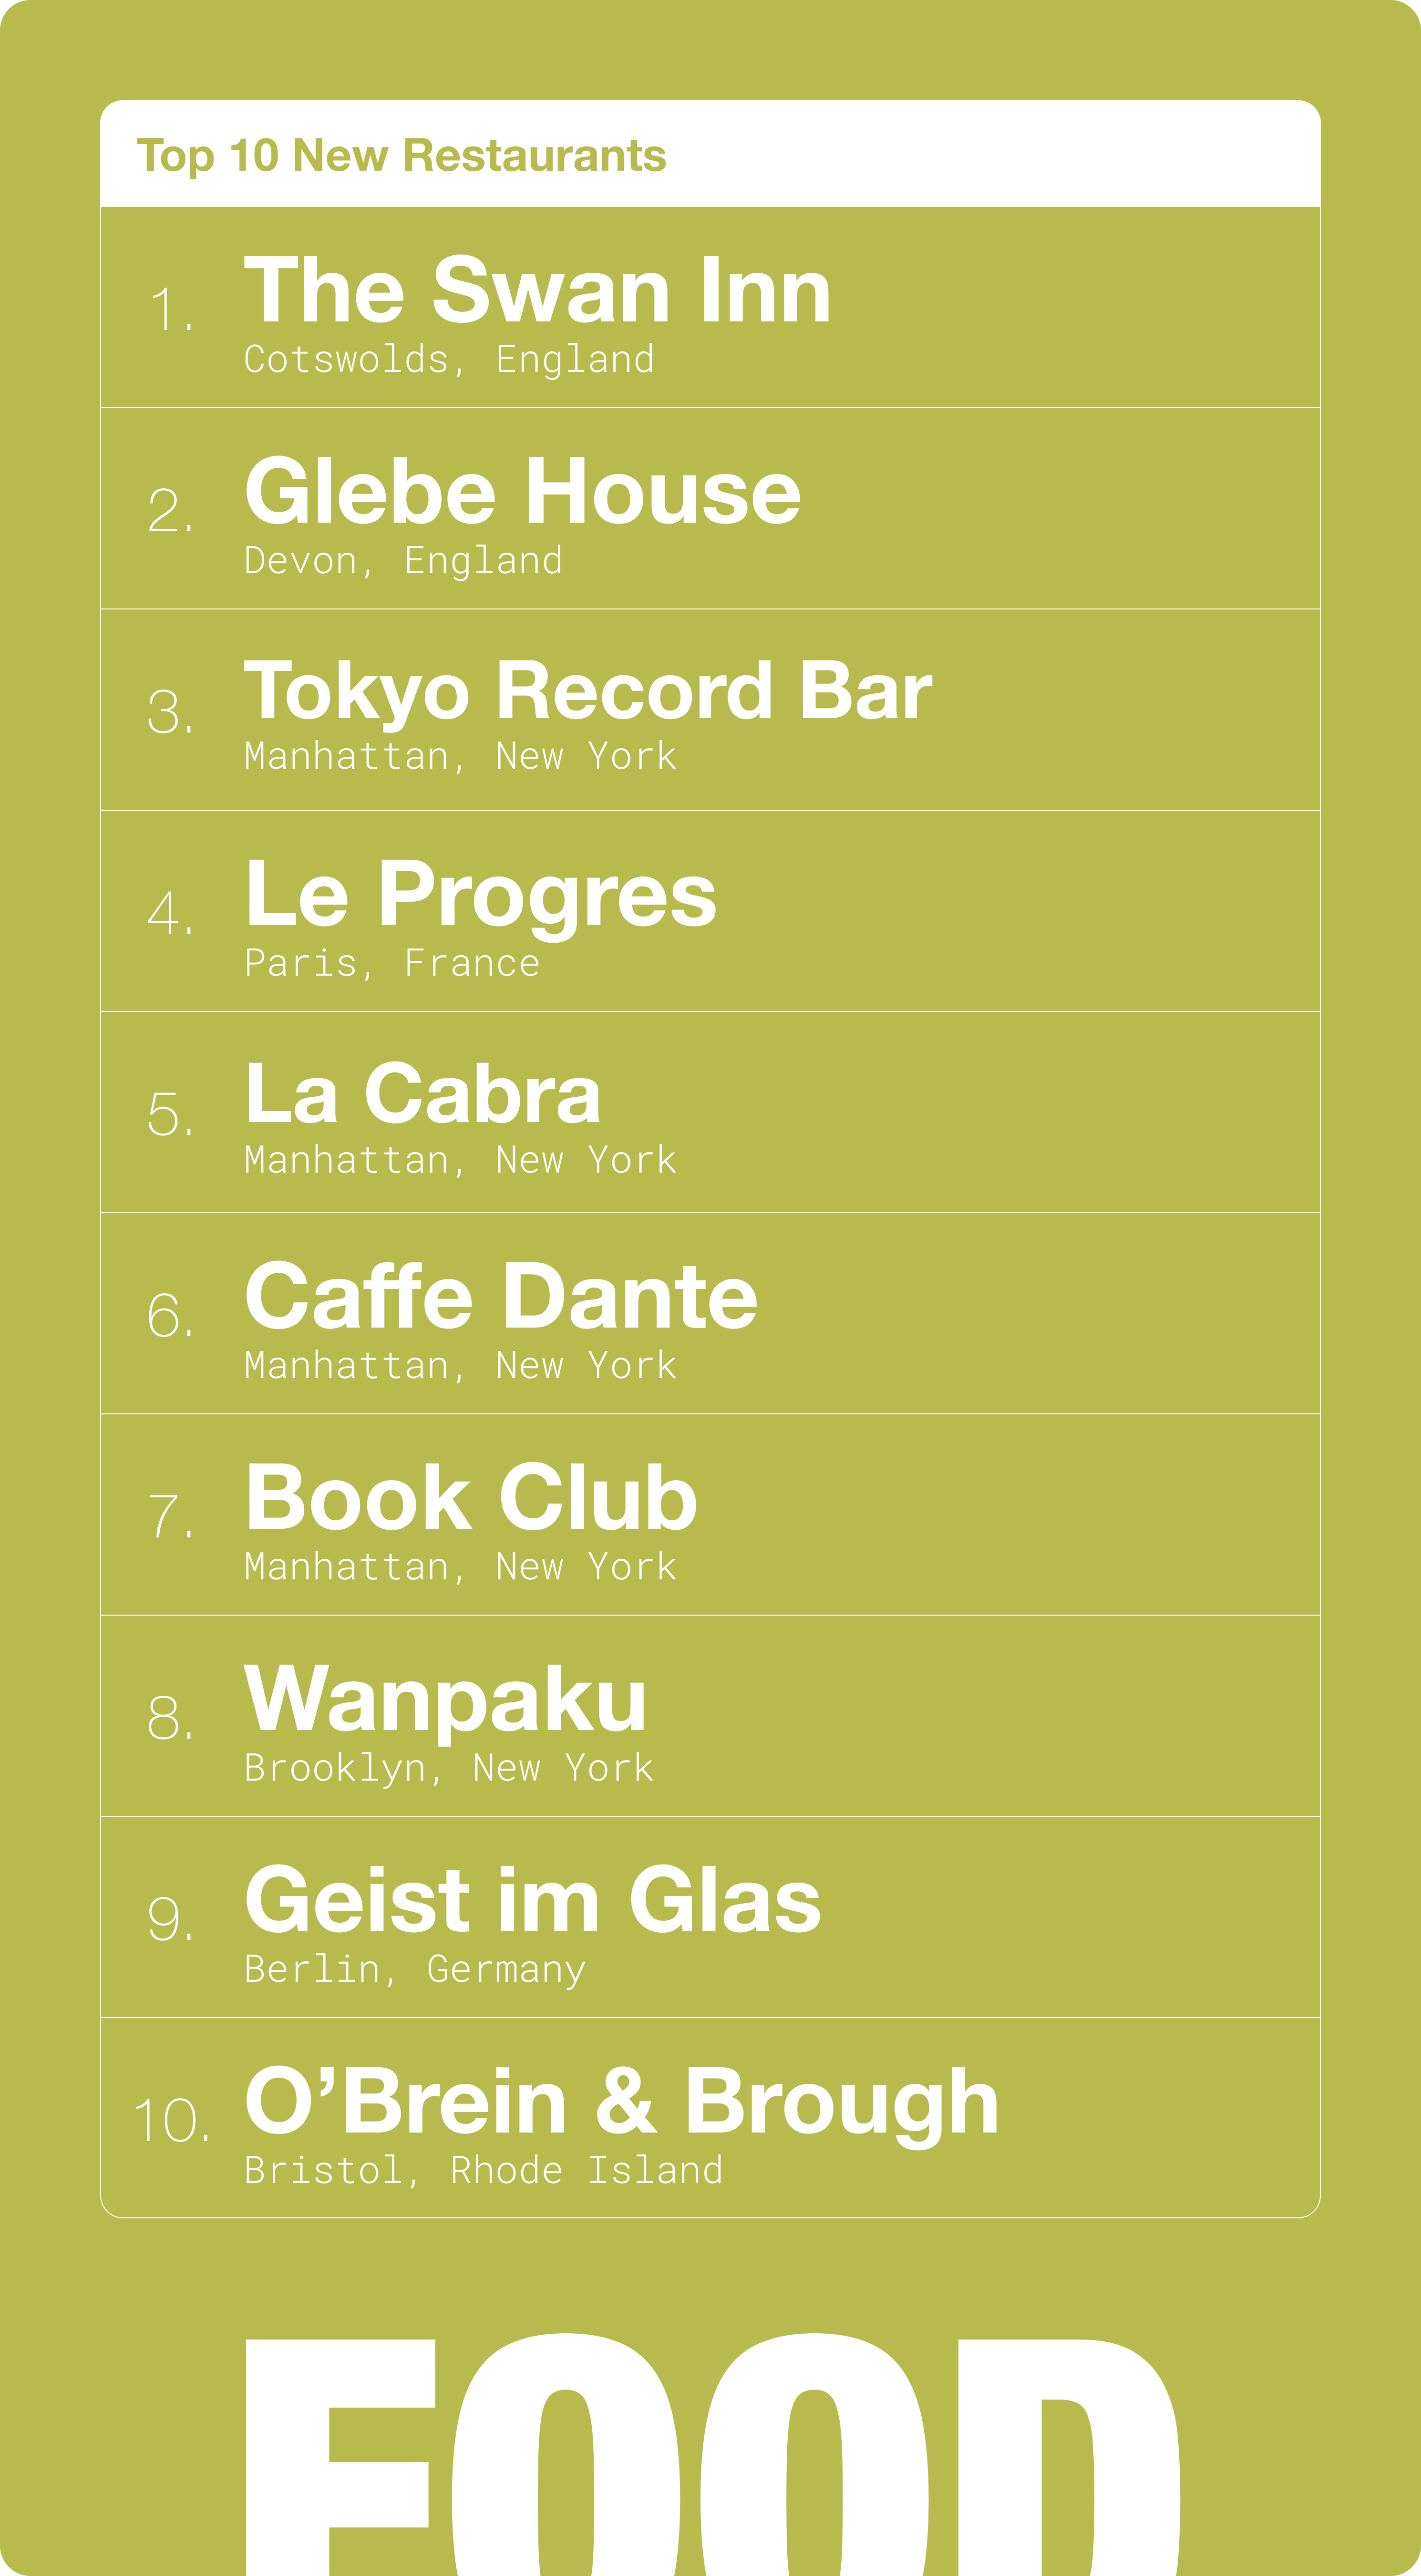 Top 10 New Restaurants
1.
The Swan Inn
Cotswolds, England
2.
Glebe House
Devon, England
3.
Tokyo Record Bar
Manhattan, New York
4.
Le Progres
Paris, France
5.
La Cabra
Manhattan, New York
6.
Caffe Dante
Manhattan, New York
7.
Book Club
Manhattan, New York
8.
Wanpaku
Brooklyn, New York
9.
Geist im Glas
Berlin, Germany
10.
O’Brein & Brough
Bristol, Rhode Island
FOOD